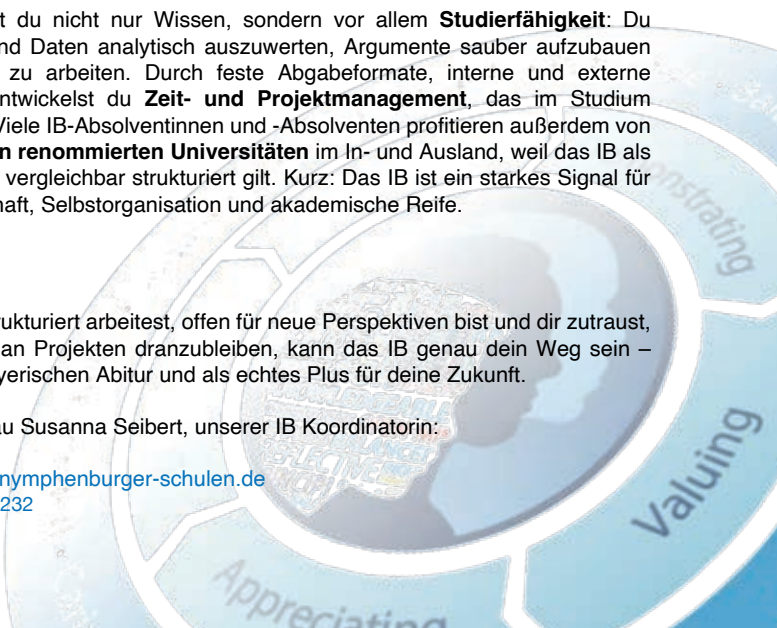 t du nicht nur Wissen, sondern vor allem Studierfähigkeit: Du
nd Daten analytisch auszuwerten, Argumente sauber aufzubauen
zu arbeiten. Durch feste Abgabeformate, interne und externe
ntwickelst du Zeit- und Projektmanagement, das im Studium
Viele IB-Absolventinnen und -Absolventen profitieren außerdem von
n renommierten Universitäten im In- und Ausland, weil das IB als
vergleichbar strukturiert gilt. Kurz: Das IB ist ein starkes Signal für
haft, Selbstorganisation und akademische Reife.
rukturiert arbeitest, offen für neue Perspektiven bist und dir zutraust,
an Projekten dranzubleiben, kann das IB genau dein Weg sein –
yerischen Abitur und als echtes Plus für deine Zukunft.
au Susanna Seibert, unserer IB Koordinatorin:
nymphenburger-schulen.de
232
onstrating
Valuing
Appreciating